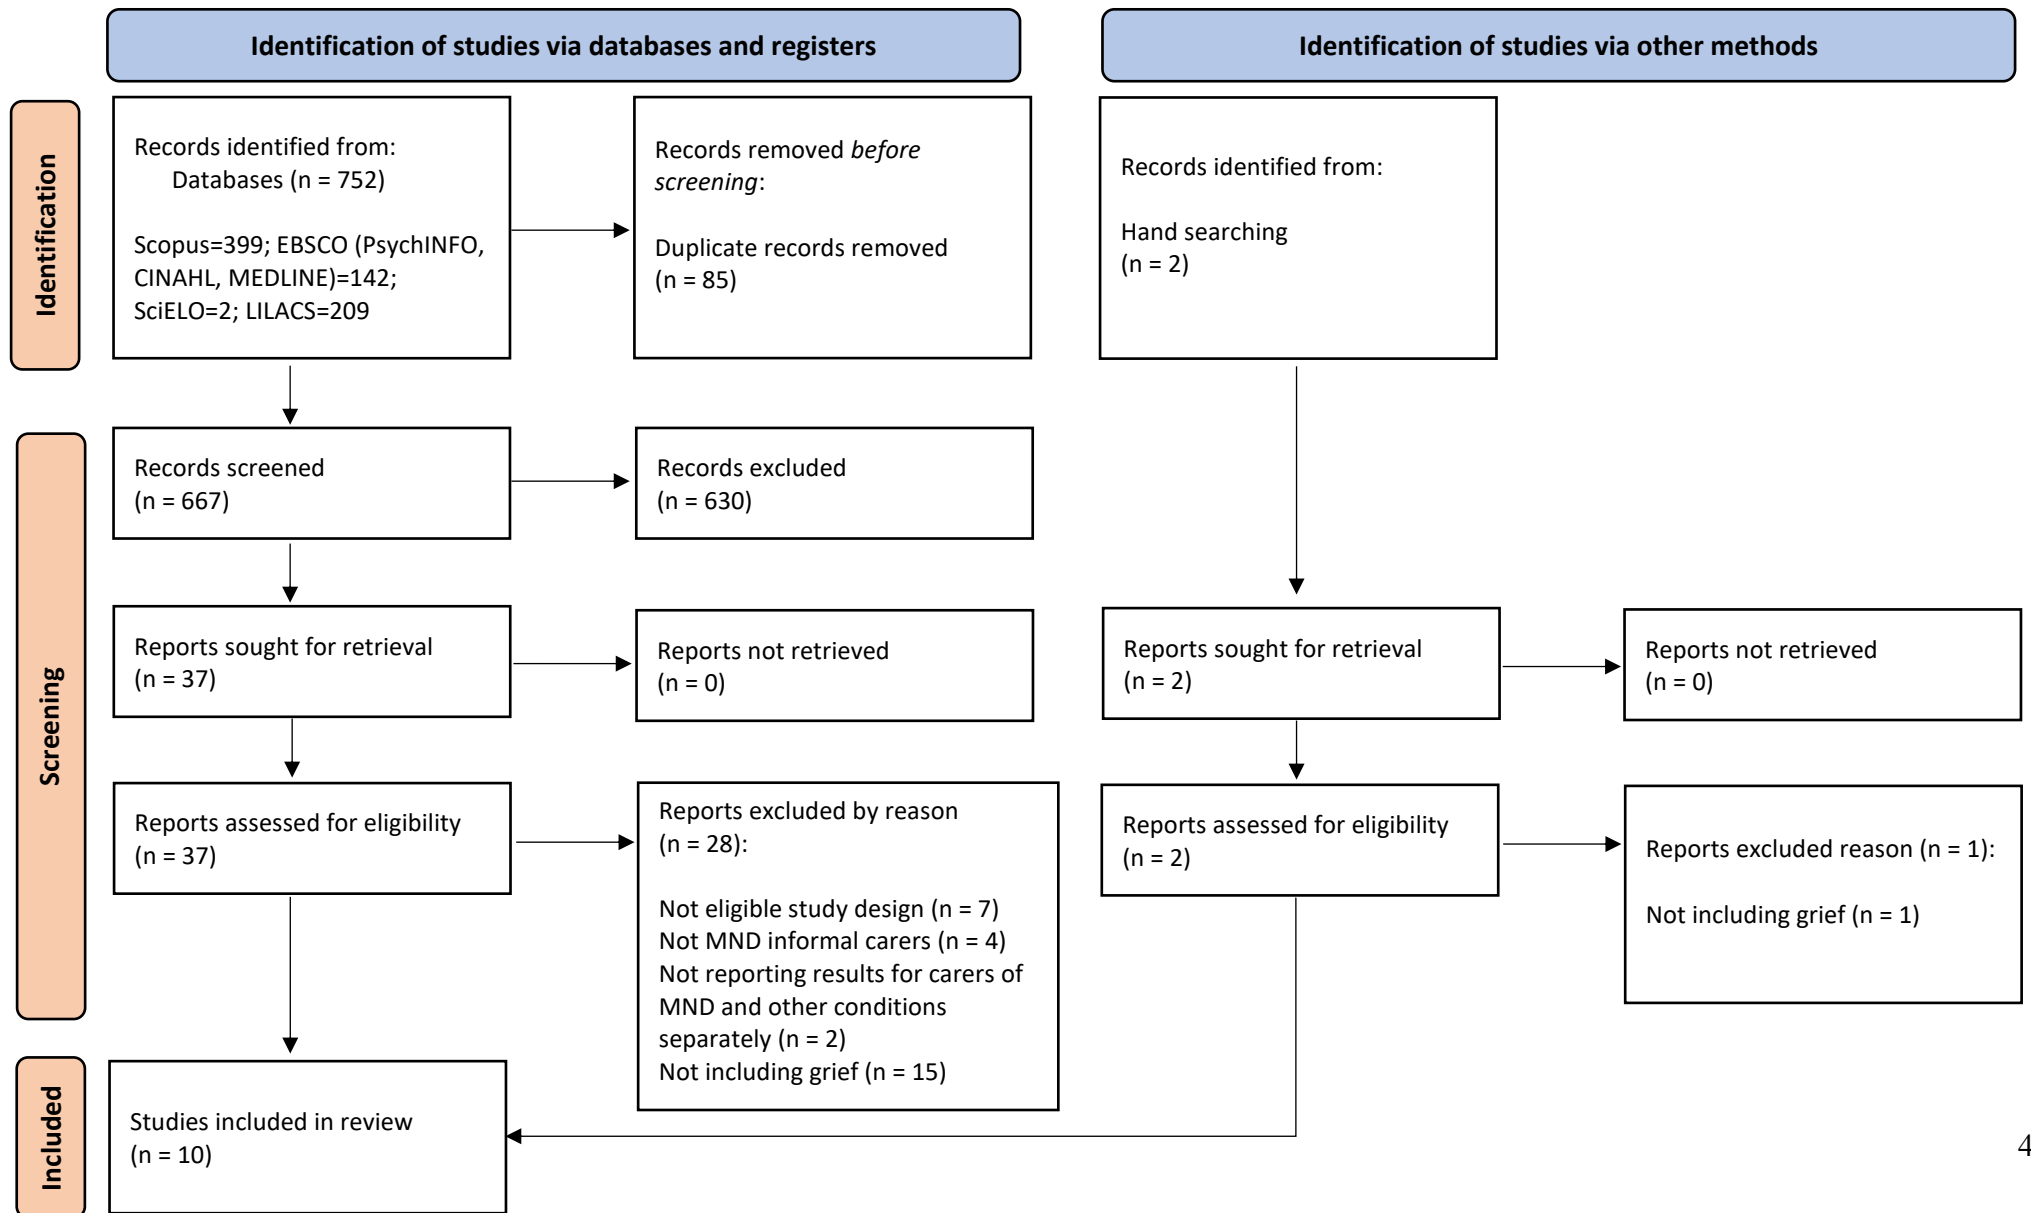 Identification of studies via databases and registers
Identification of studies via other methods
Identification
Records identified from:
Databases (n = 752)
Scopus=399; EBSCO (PsychINFO,
CINAHL, MEDLINE)=142;
SciELO=2; LILACS=209
Records removed before
screening:
Duplicate records removed
(n = 85)
Records identified from:
Hand searching
(n = 2)
Screening
Records screened
(n = 667)
Records excluded
(n = 630)
Reports sought for retrieval
(n = 37)
Reports not retrieved
(n = 0)
Reports sought for retrieval
(n = 2)
Reports not retrieved
(n = 0)
Reports assessed for eligibility
(n = 37)
Reports excluded by reason
(n = 28):
Not eligible study design (n = 7)
Not MND informal carers (n = 4)
Not reporting results for carers of
MND and other conditions
separately (n = 2)
Not including grief (n = 15)
Reports assessed for eligibility
(n = 2)
Reports excluded reason (n = 1):
Not including grief (n = 1)
Included
Studies included in review
(n = 10)
4